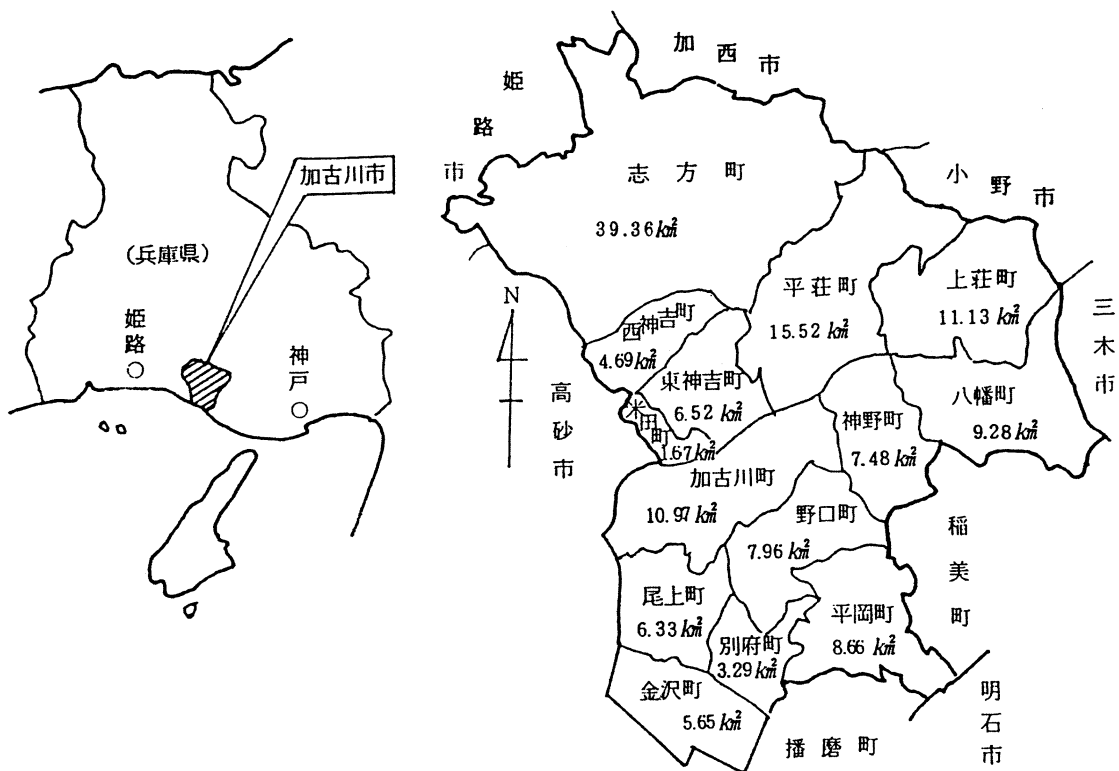 加古川市
(兵庫県)
姫路
神戸
N
加西市
姫路市
小野市
三木市
高砂市
稲美町
明石市
播磨町
志方町
39.36km²
平荘町
15.52km²
上荘町
11.13km²
西神吉町
4.69km²
東神吉町
6.52km²
米田町
1.67km²
八幡町
9.28km²
神野町
7.48km²
加古川町
10.97km²
野口町
7.96km²
尾上町
6.33km²
別府町
3.29km²
平岡町
8.66km²
金沢町
5.65km²